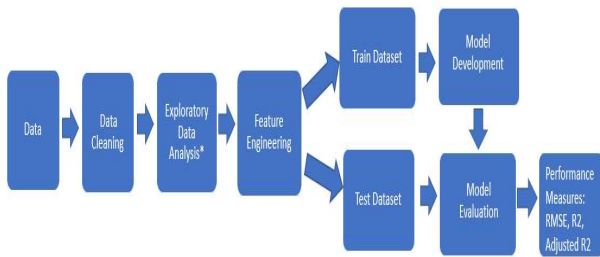 Data
Data
Cleaning
Exploratory
Data
Analysis*
Feature
Engineering
Train Dataset
Model
Development
Test Dataset
Model
Evaluation
Performance
Measures:
RMSE, R2,
Adjusted R2